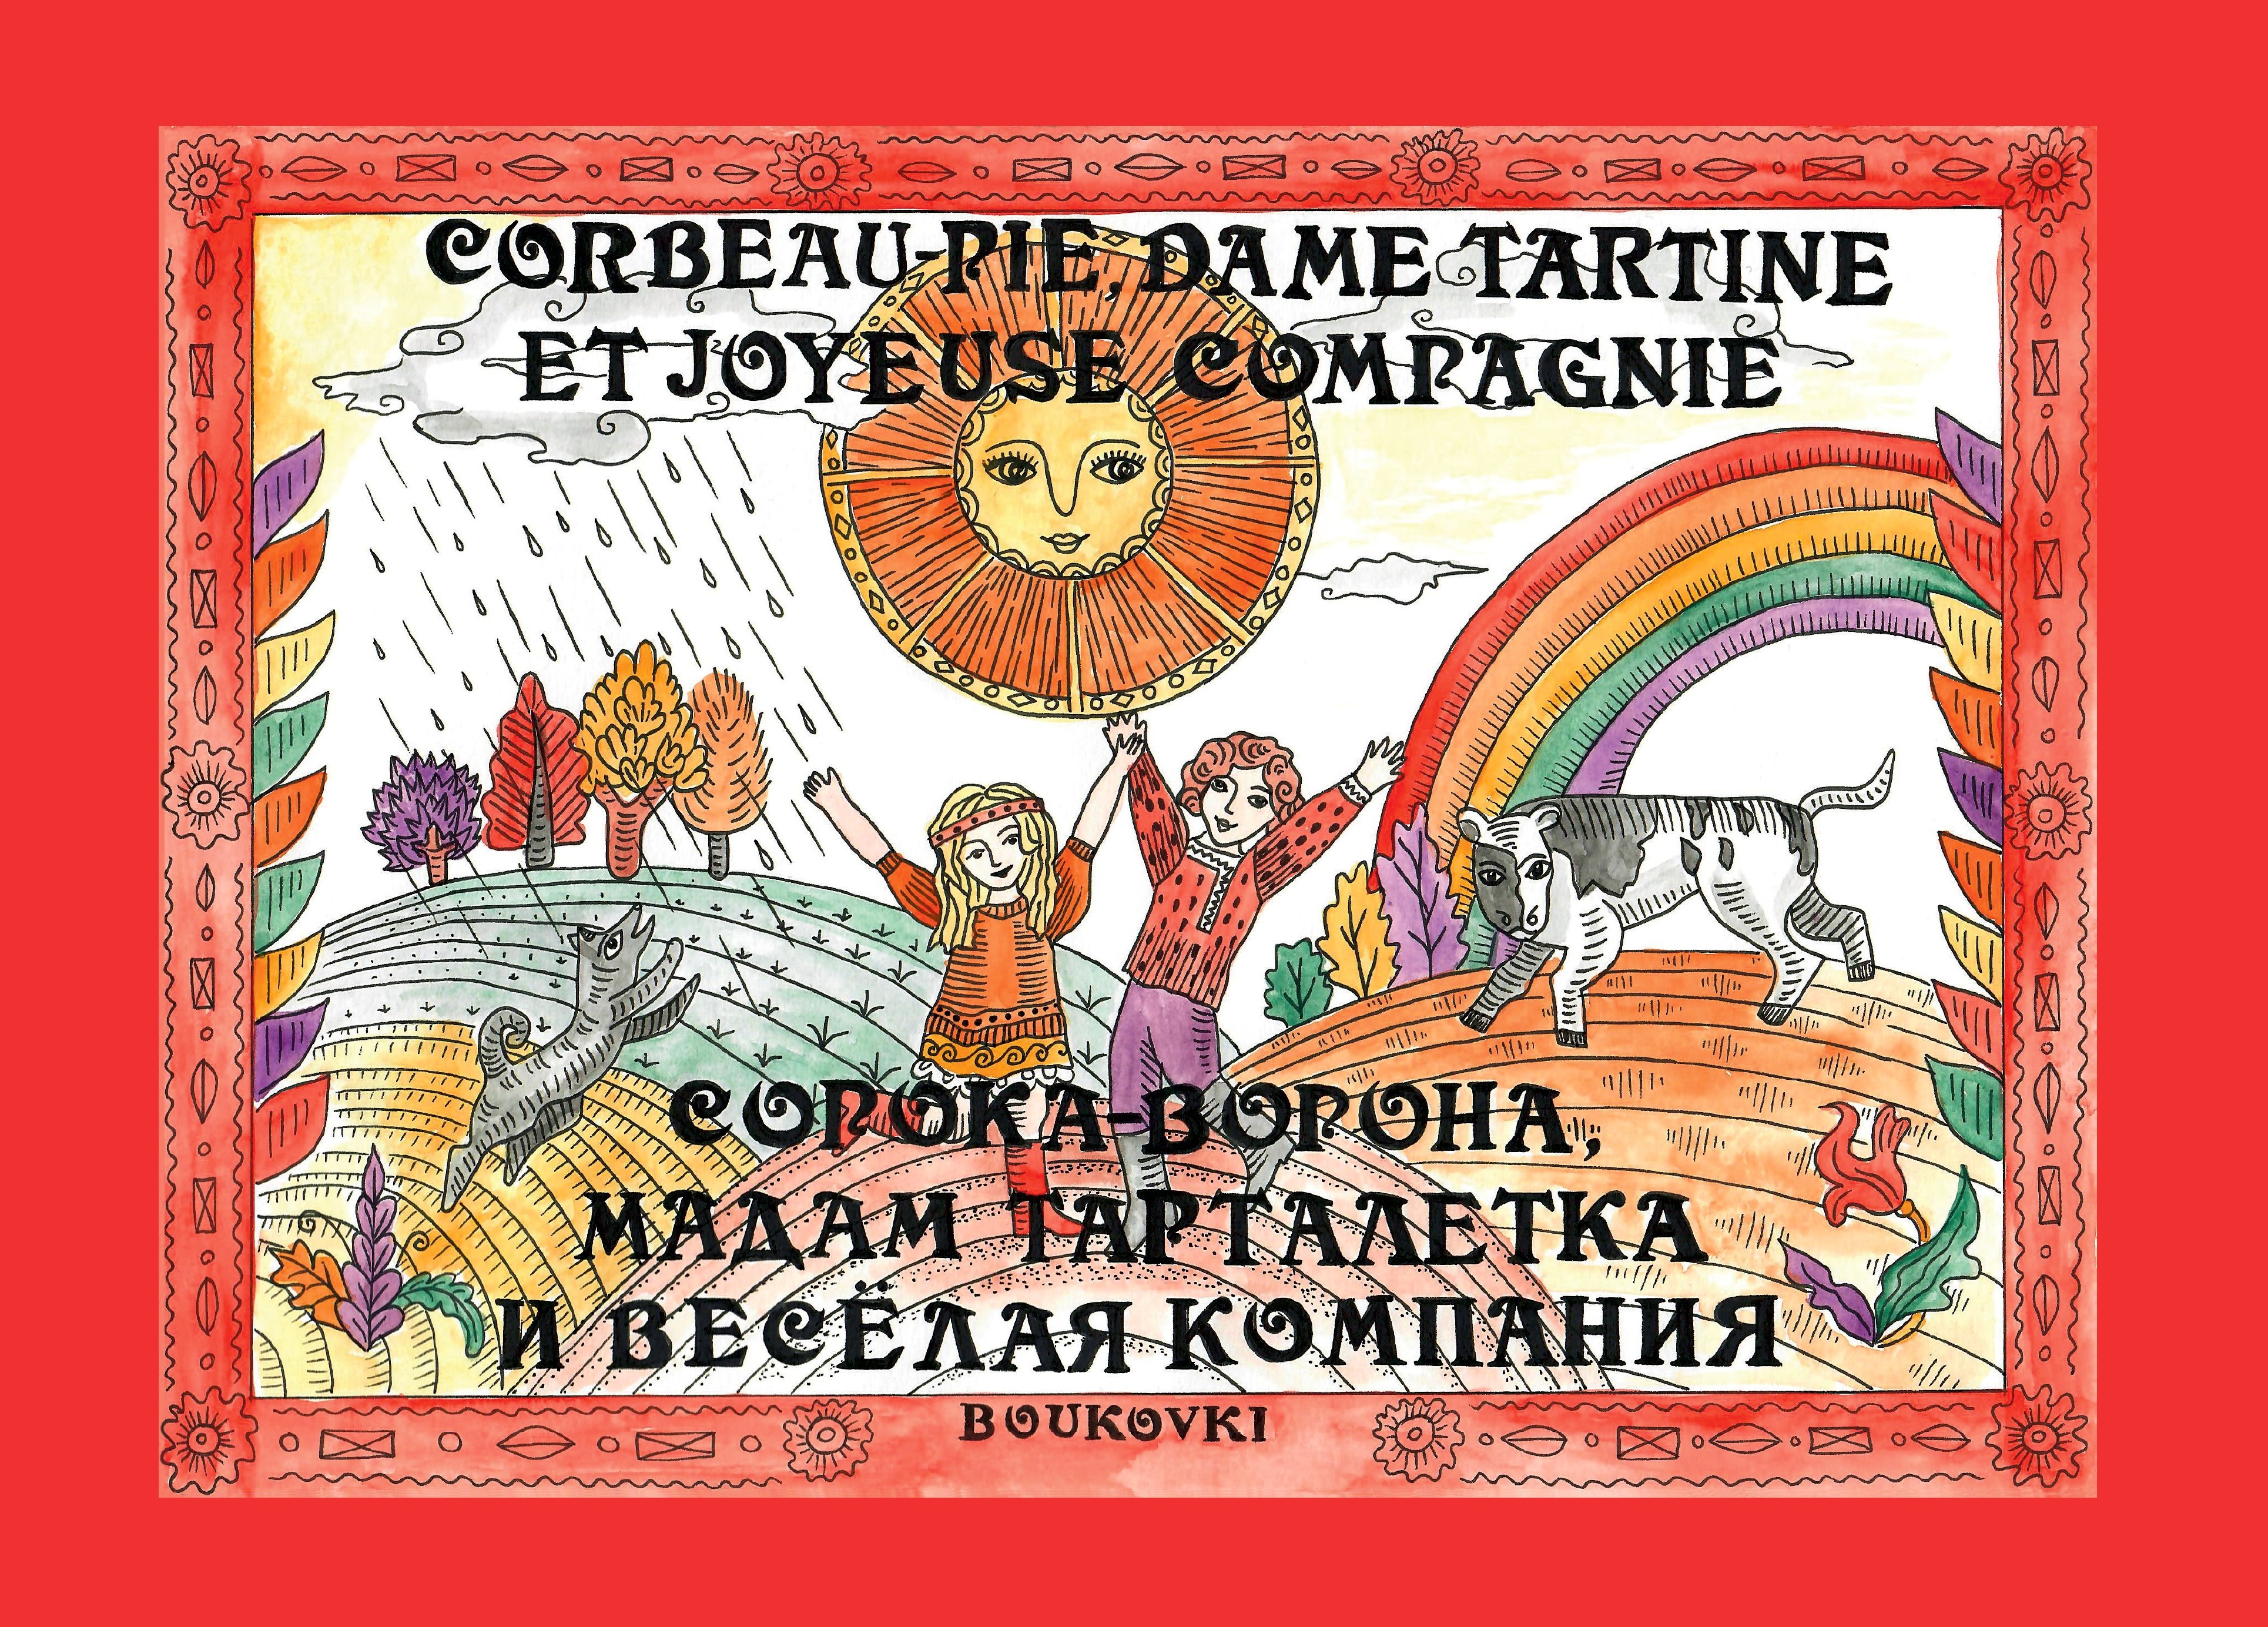 CORBEAU-PIE, DAME TARTINE
ET JOYEUSE COMPAGNIE
СОРОКА-ВОРОНА,
МАДАМ ТАРТАЛЕТКА
И ВЕСЁЛАЯ КОМПАНИЯ
BOUKOVKI